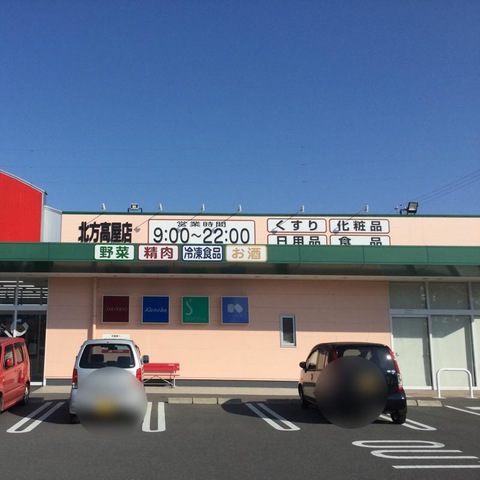 北方高屋店
営業時間
9:00～22:00
くすり 化粧品
日用品 食品
野菜 精肉 冷凍食品 お酒
Kanebo